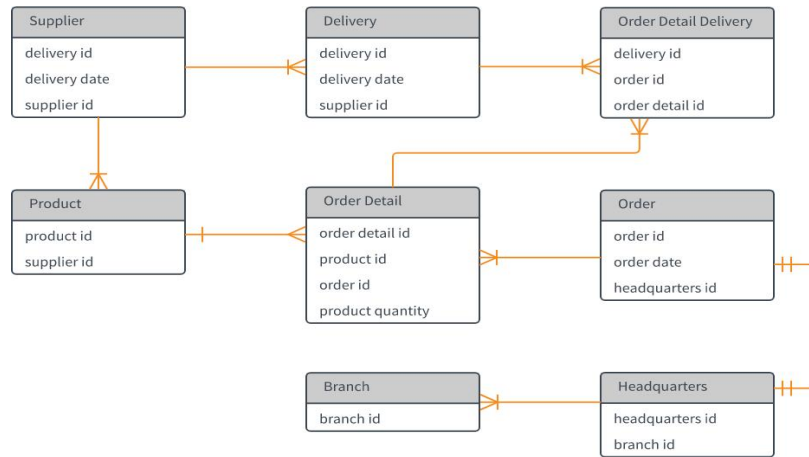 Supplier
delivery id
delivery date
supplier id
Delivery
delivery id
delivery date
supplier id
Order Detail Delivery
delivery id
order id
order detail id
Product
product id
supplier id
Order Detail
order detail id
product id
order id
product quantity
Order
order id
order date
headquarters id
Branch
branch id
Headquarters
headquarters id
branch id